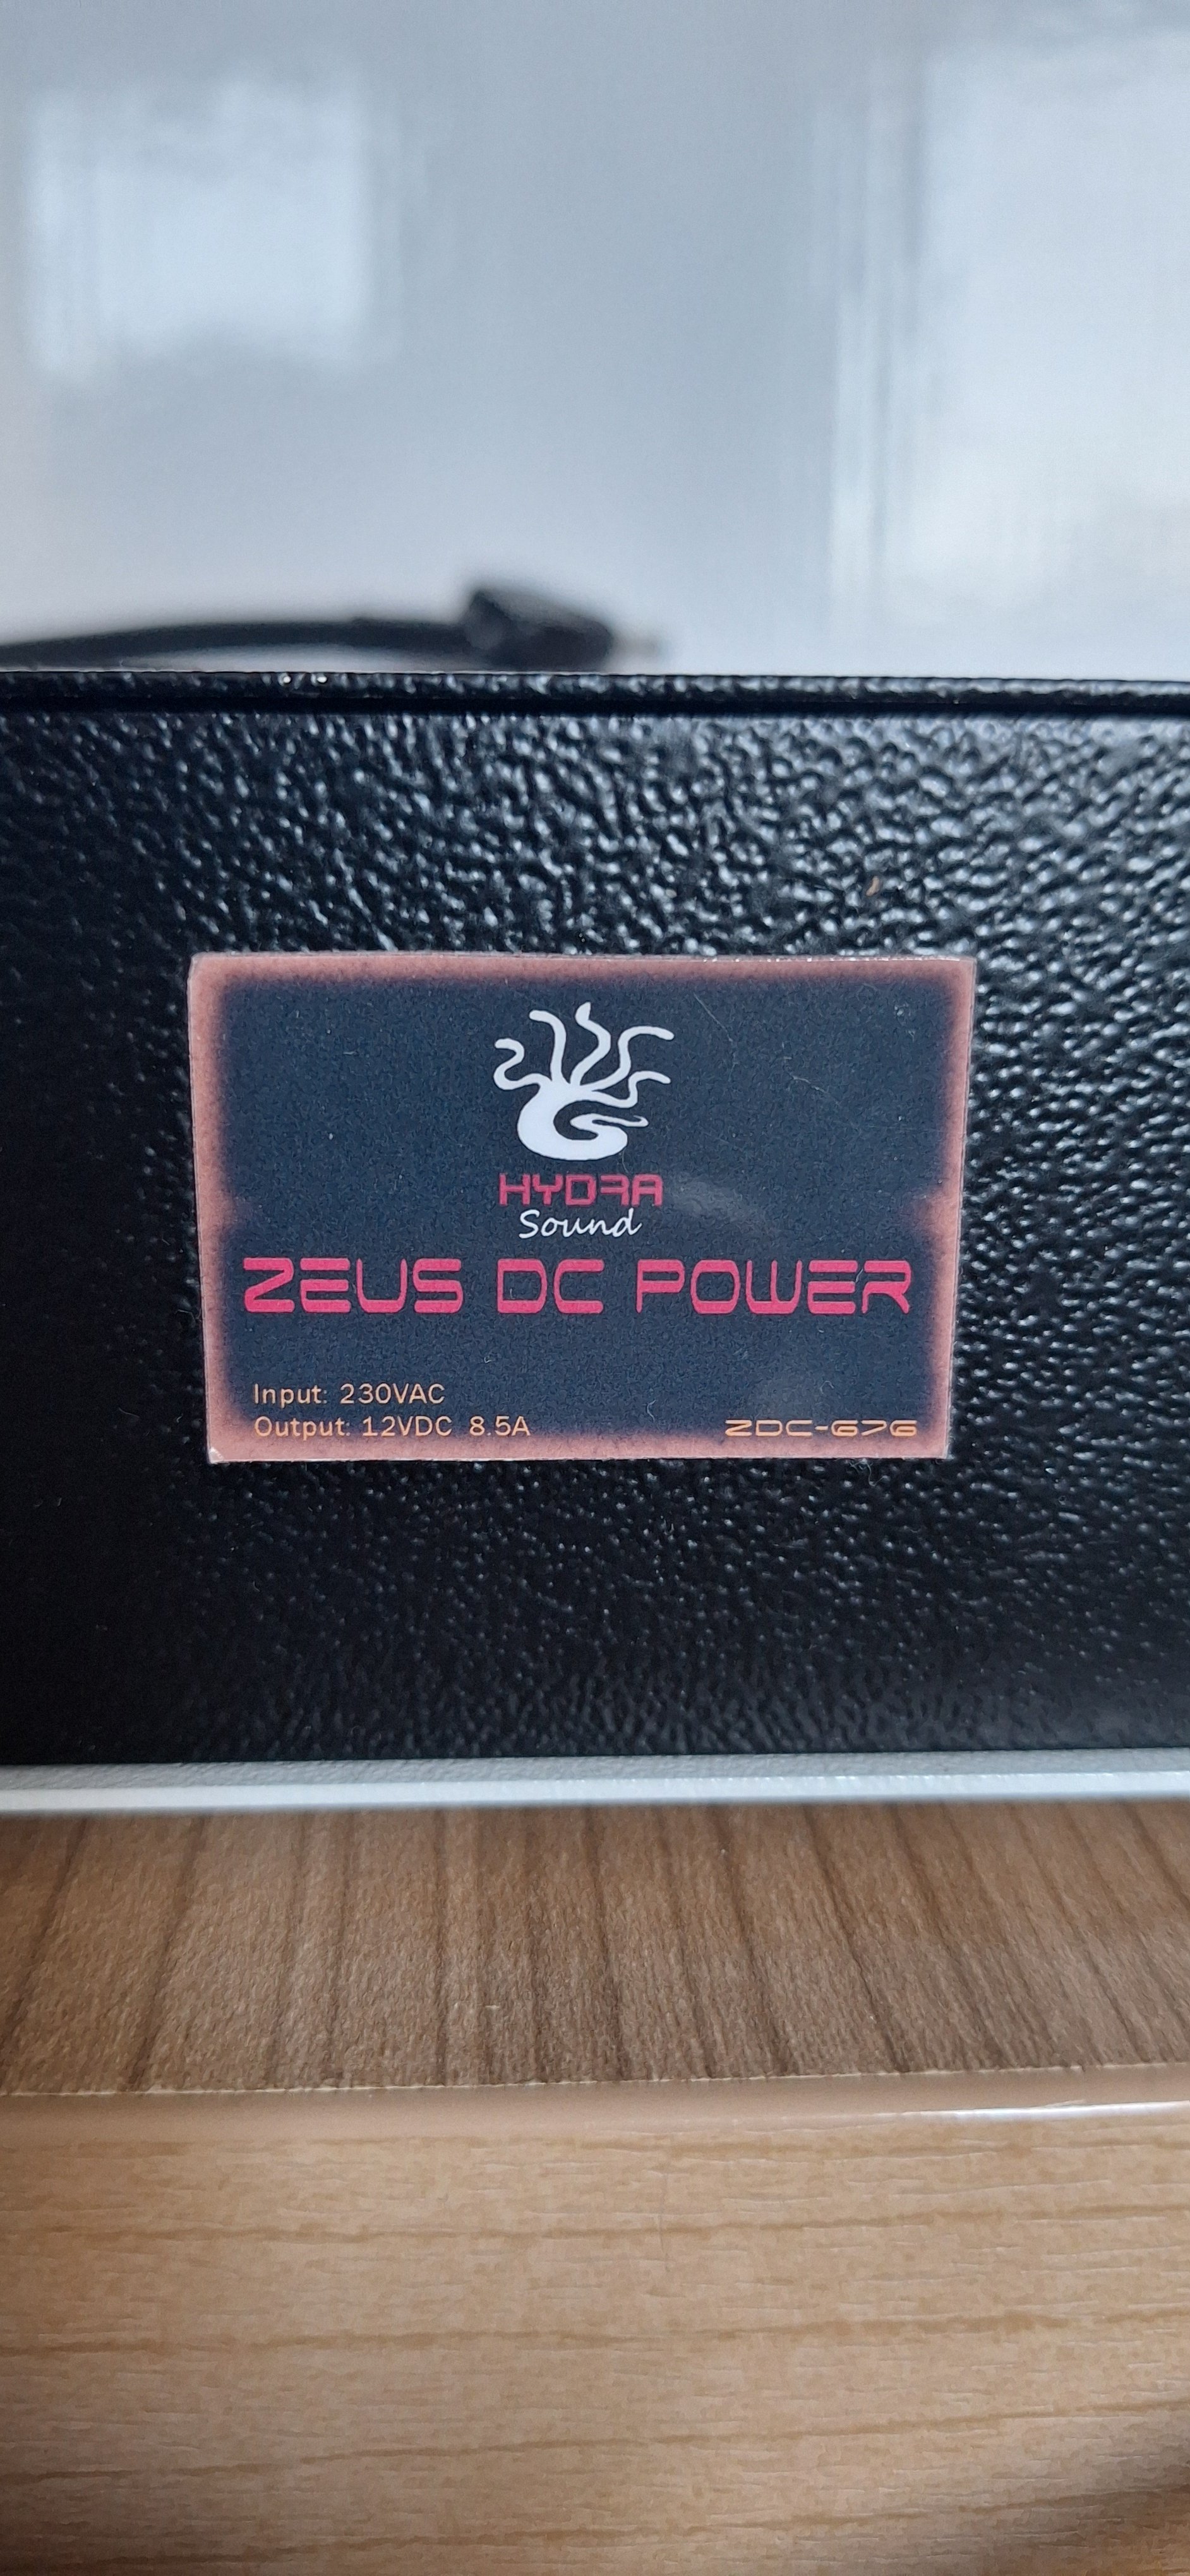 HYDRA
Sound
ZEUS DC POWER
Input: 230VAC
Output: 12VDC 8.5A
ZDC-676